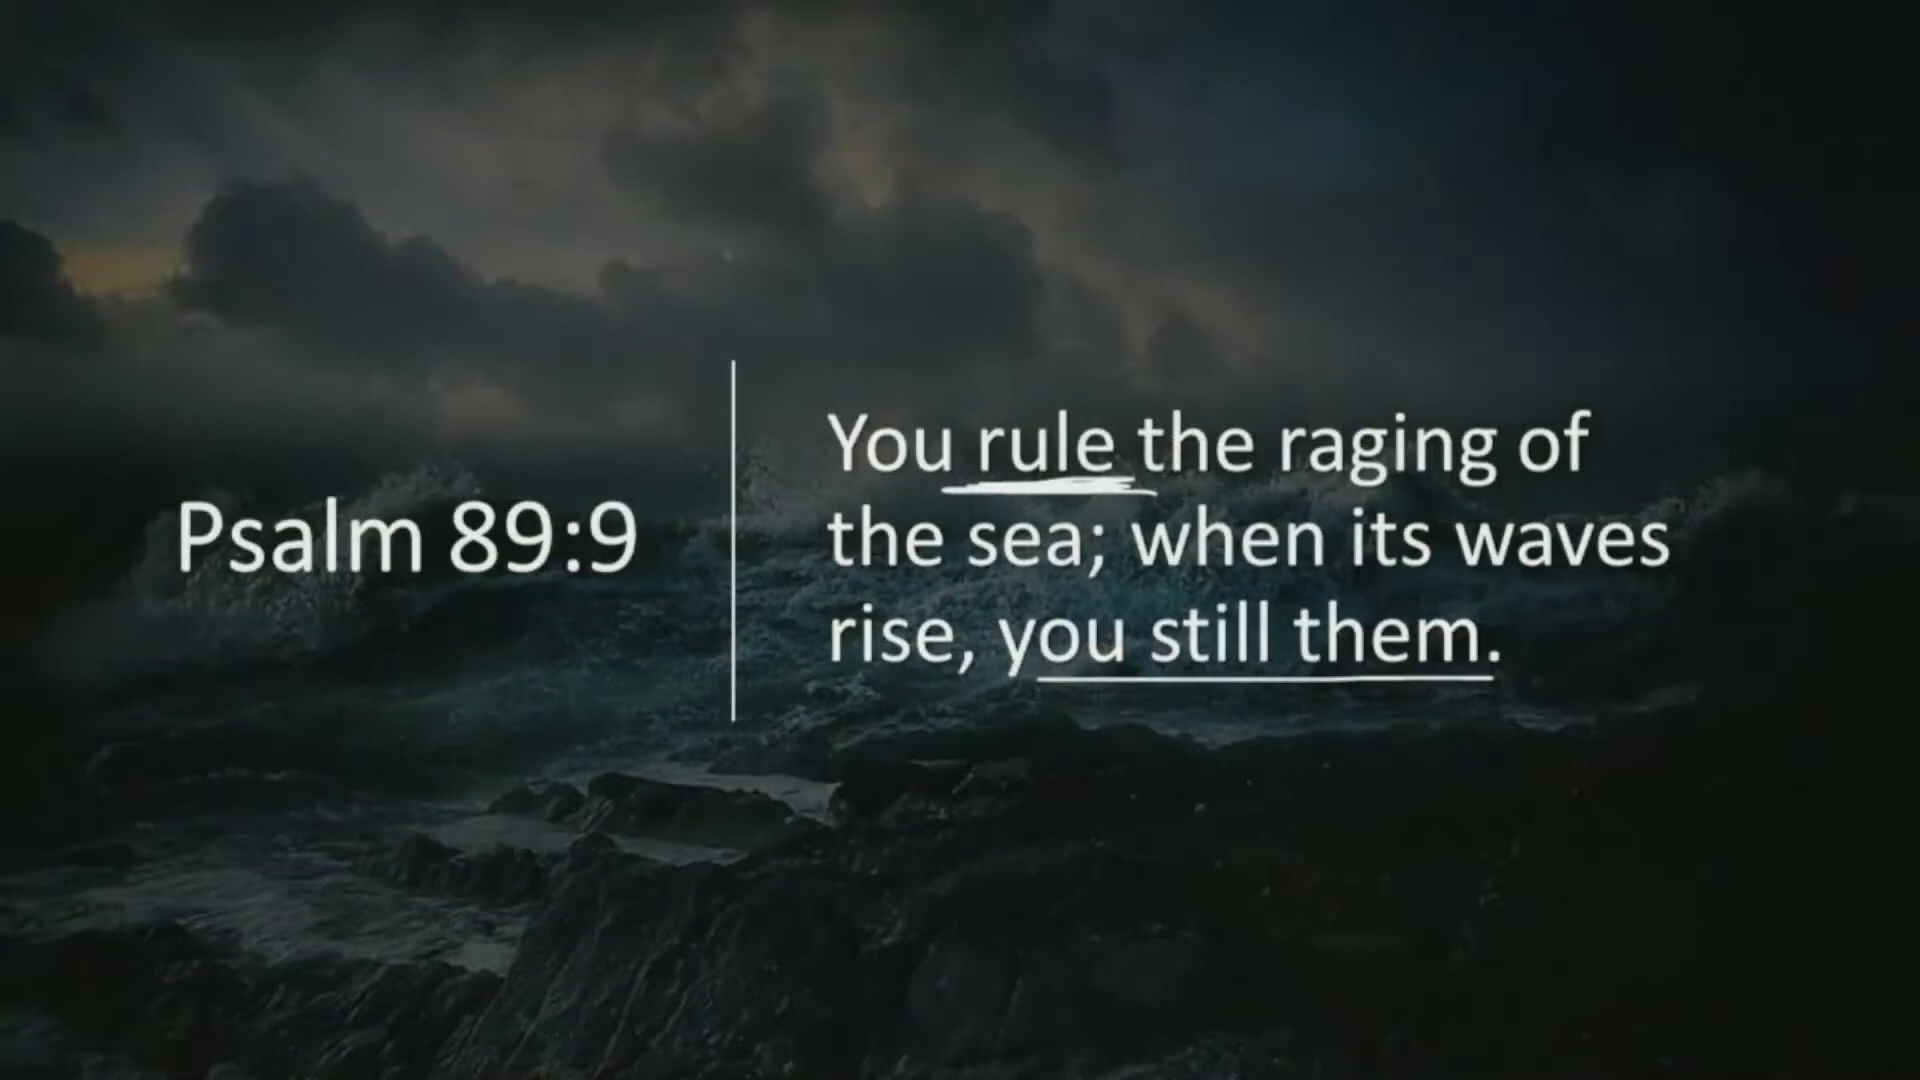 Psalm 89:9
You rule the raging of
the sea; when its waves
rise, you still them.